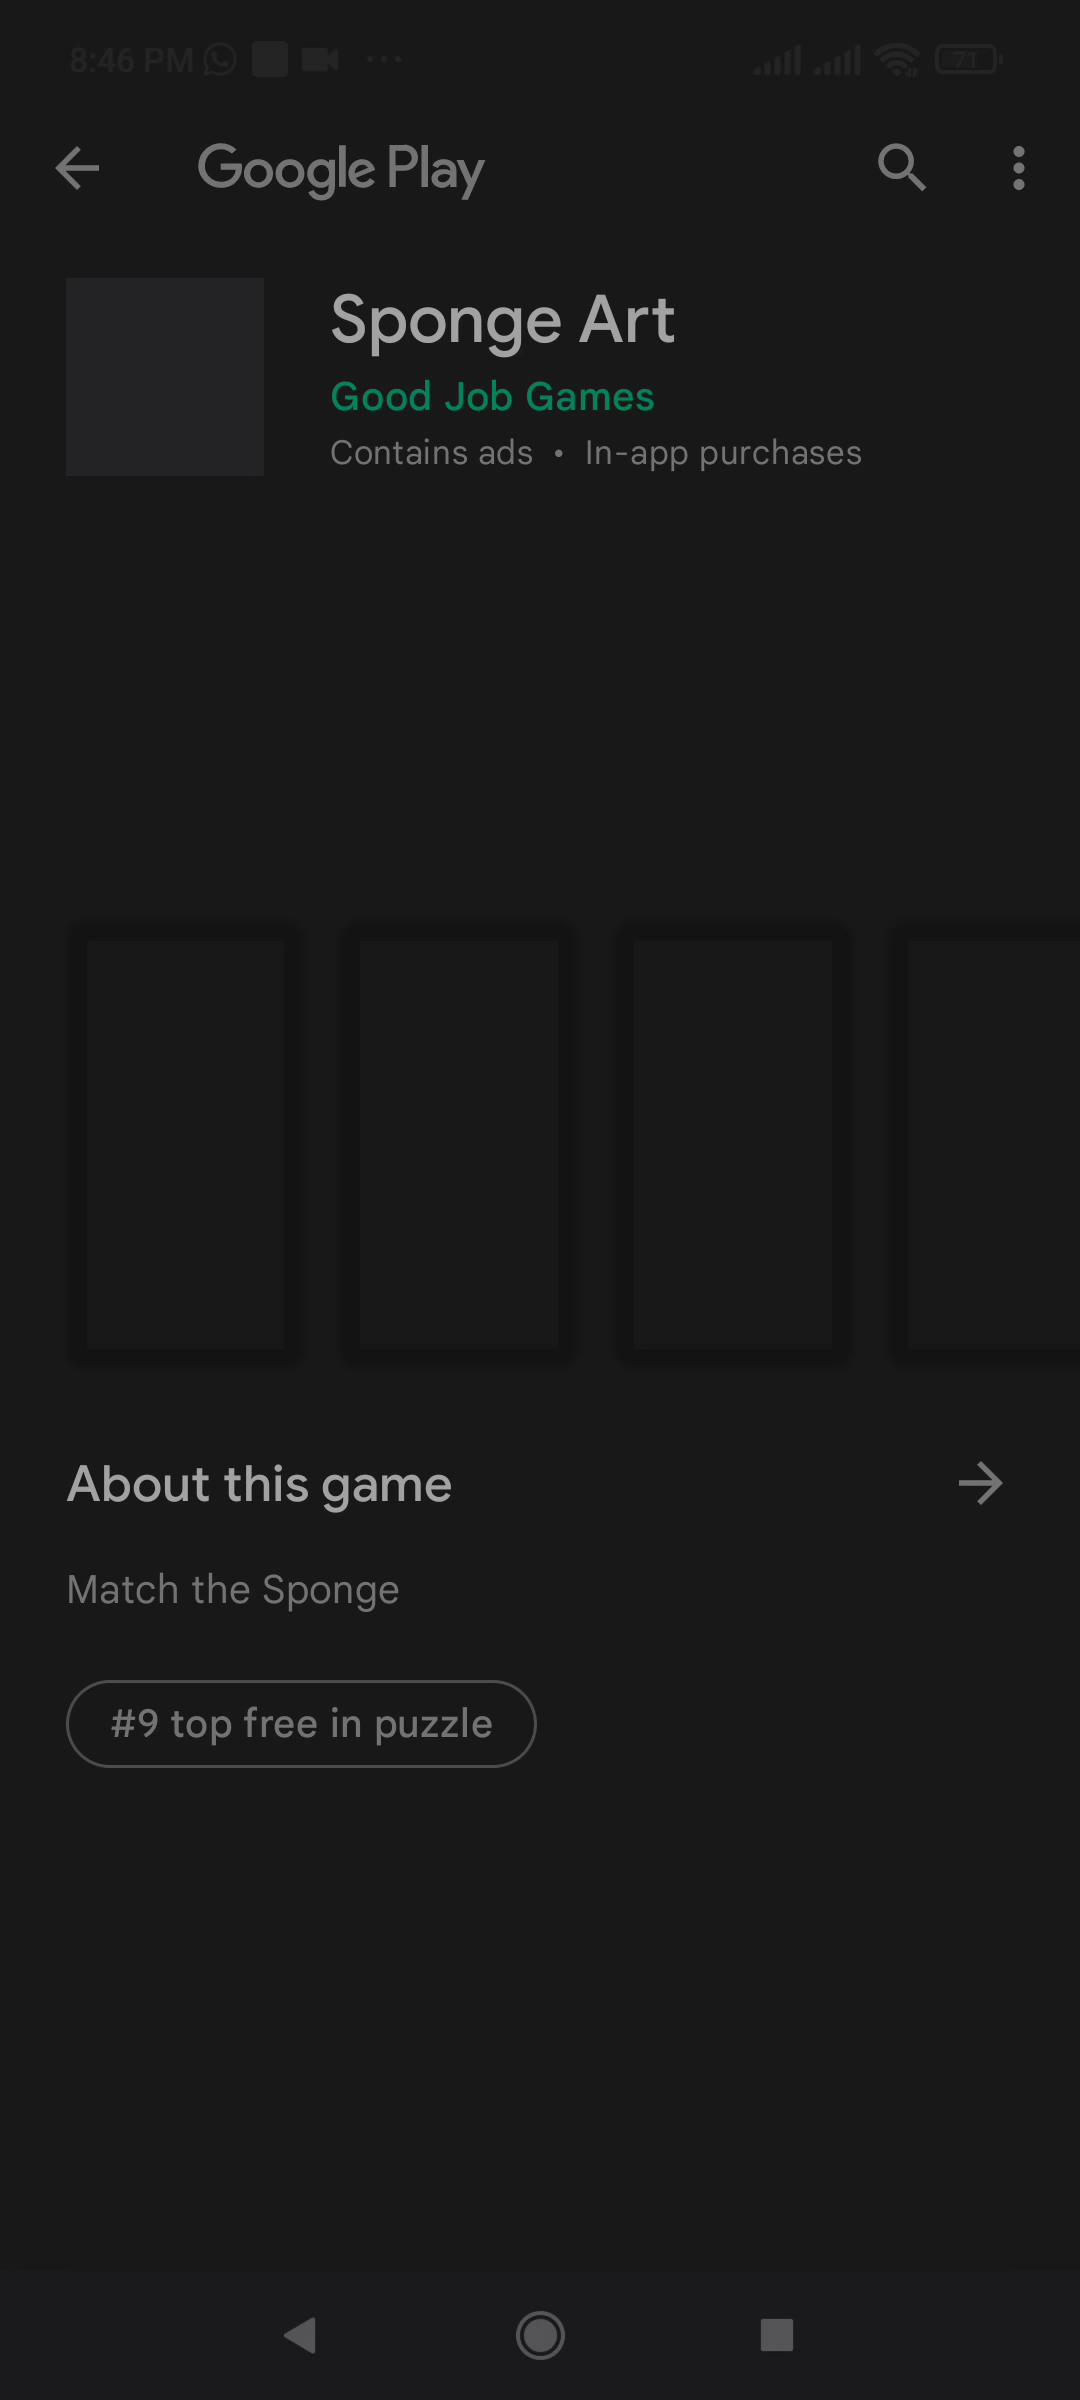 8:46 PM
71
Google Play
Sponge Art
Good Job Games
Contains ads • In-app purchases
About this game
Match the Sponge
#9 top free in puzzle